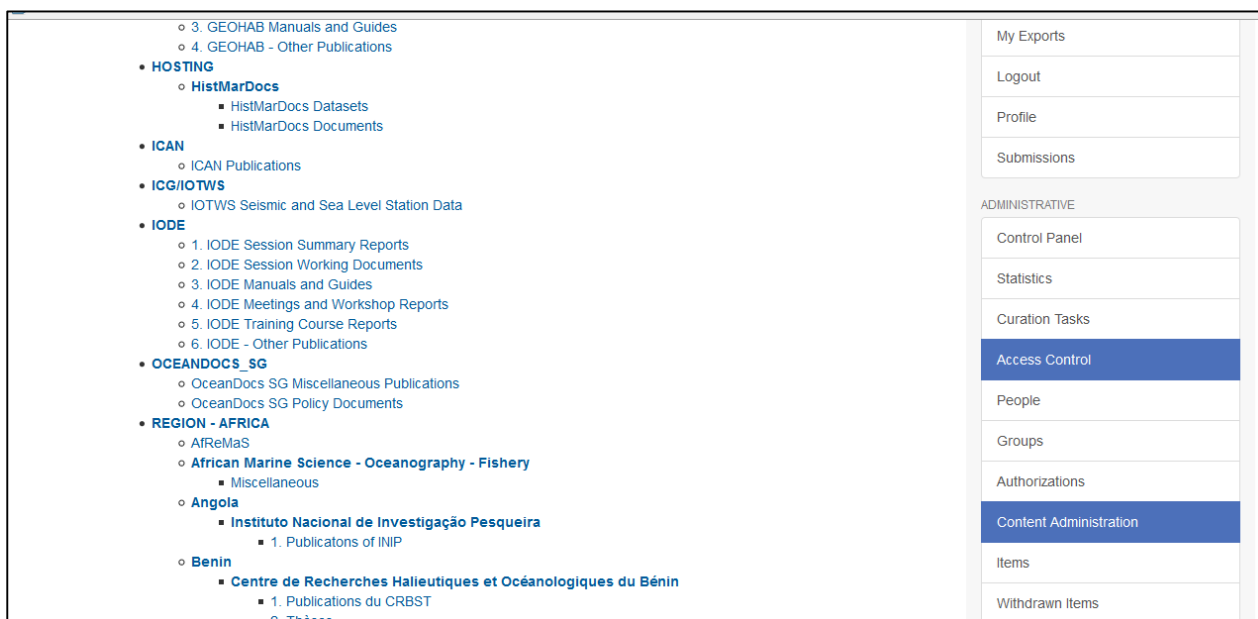 3. GEOHAB Manuals and Guides
4. GEOHAB - Other Publications
HOSTING
HistMarDocs
HistMarDocs Datasets
HistMarDocs Documents
ICAN
ICAN Publications
ICG/IOTWS
IOTWS Seismic and Sea Level Station Data
IODE
1. IODE Session Summary Reports
2. IODE Session Working Documents
3. IODE Manuals and Guides
4. IODE Meetings and Workshop Reports
5. IODE Training Course Reports
6. IODE - Other Publications
OCEANDOCS_SG
OceanDocs SG Miscellaneous Publications
OceanDocs SG Policy Documents
REGION - AFRICA
AfReMaS
African Marine Science - Oceanography - Fishery
Miscellaneous
Angola
Instituto Nacional de Investigação Pesqueira
1. Publicatons of INIP
Benin
Centre de Recherches Halieutiques et Océanologiques du Bénin
1. Publications du CRBST
2. Thèses
My Exports
Logout
Profile
Submissions
ADMINISTRATIVE
Control Panel
Statistics
Curation Tasks
Access Control
People
Groups
Authorizations
Content Administration
Items
Withdrawn Items